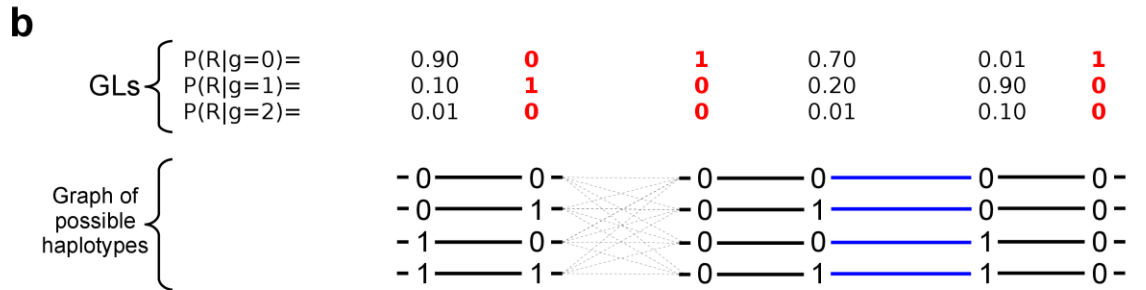 b
GLs
P(R|g=0)= 0.90 0 1 0.70 0.01 1
P(R|g=1)= 0.10 1 0 0.20 0.90 0
P(R|g=2)= 0.01 0 0 0.01 0.10 0
Graph of
possible
haplotypes
0 0 0 0 0 0
0 1 0 1 0 0
1 0 0 0 1 0
1 1 0 1 1 0